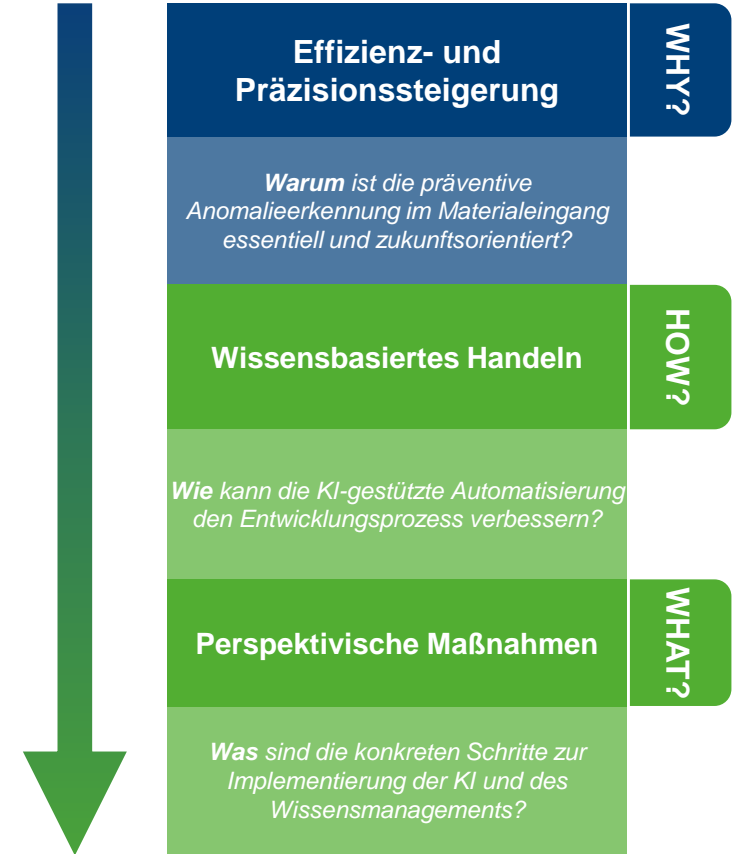 Effizienz- und
Präzisionssteigerung
WHY?
Warum ist die präventive
Anomalieerkennung im Materialeingang
essentiell und zukunftsorientiert?
Wissensbasiertes Handeln
HOW?
Wie kann die KI-gestützte Automatisierung
den Entwicklungsprozess verbessern?
Perspektivische Maßnahmen
WHAT?
Was sind die konkreten Schritte zur
Implementierung der KI und des
Wissensmanagements?